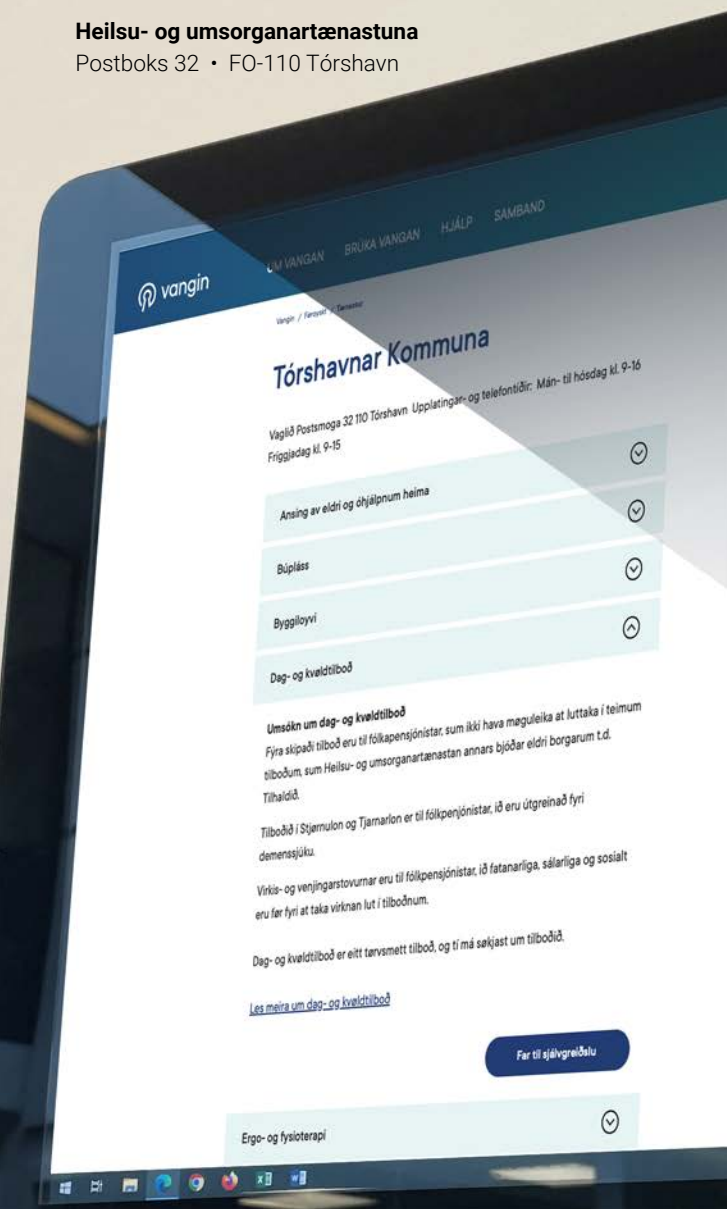 Heilsu- og umsorganartænastuna
Postboks 32 • FO-110 Tórshavn
vangin
UM VANGAN BRÚKA VANGAN HJÁLP SAMBAND
Vangin / Føroyskt / Tænastur
Tórshavnar Kommuna
Vaglið Postsmoga 32 110 Tórshavn Upplatingar- og telefontíðir: Mán- til hósdag kl. 9-16
Fríggjadag kl. 9-15
Ansing av eldri og óhjálpnum heima
Búpláss
Byggiloyvi
Dag- og kvøldtilboð
Umsókn um dag- og kvøldtilboð
Fýra skipaði tilboð eru til fólkapensjónistar, sum ikki hava møguleika at luttaka í teimum
tilboðum, sum Heilsu- og umsorganartænastan annars bjóðar eldri borgarum t.d.
Tilhaldið.
Tilboðið í Stjørnulon og Tjarnarlon er til fólkpenjónistar, ið eru útgreinað fyri
demenssjúku.
Virkis- og venjingarstovurnar eru til fólkpensjónistar, ið fatanarliga, sálarliga og sosialt
eru før fyri at taka virknan lut í tilboðnum.
Dag- og kvøldtilboð er eitt tørvsmett tilboð, og tí má søkjast um tilboðið.
Les meira um dag- og kvøldtilboð
Far til sjálvgreiðslu
Ergo- og fysioterapi